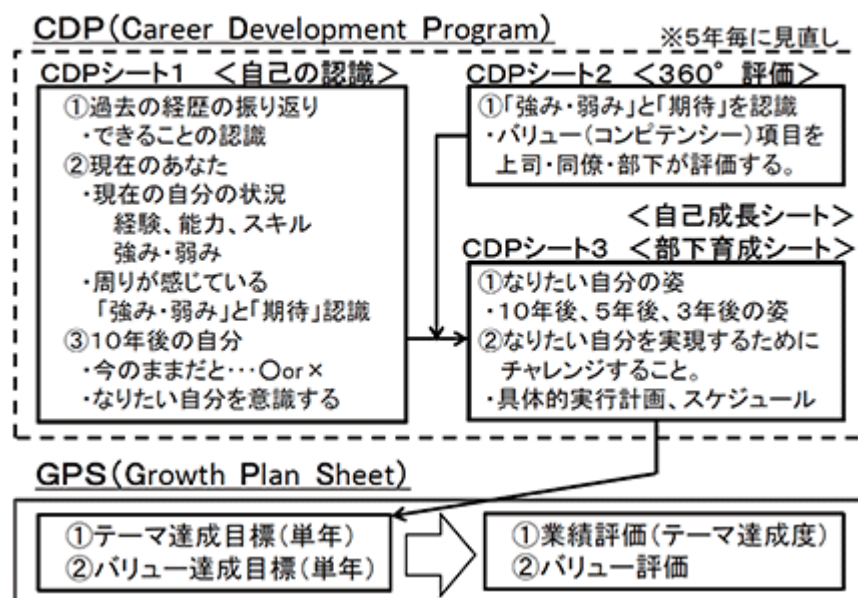 CDP(Career Development Program)
※5年毎に見直し
CDPシート1 <自己の認識>
①過去の経歴の振り返り
・できることの認識
②現在のあなた
・現在の自分の状況
経験、能力、スキル
強み・弱み
・周りが感じている
「強み・弱み」と「期待」認識
③10年後の自分
・今のままだと…〇or×
・なりたい自分を意識する
CDPシート2 <360°評価>
①「強み・弱み」と「期待」を認識
・バリュー(コンピテンシー)項目を
上司・同僚・部下が評価する。
<自己成長シート>
CDPシート3 <部下育成シート>
①なりたい自分の姿
・10年後、5年後、3年後の姿
②なりたい自分を実現するために
チャレンジすること。
・具体的実行計画、スケジュール
GPS(Growth Plan Sheet)
①テーマ達成目標(単年)
②バリュー達成目標(単年)
①業績評価(テーマ達成度)
②バリュー評価